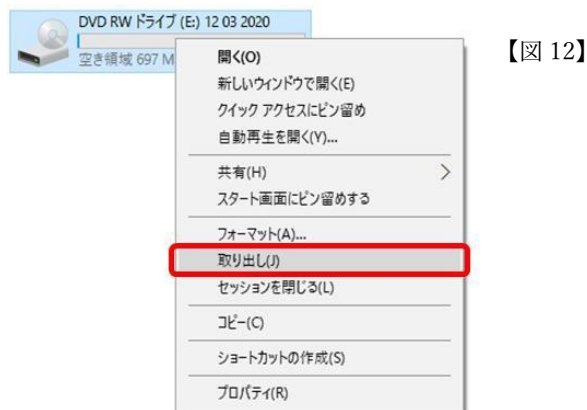 DVD RW ドライブ (E:) 12 03 2020
空き領域 697 M
【図 12】
開く(O)
新しいウィンドウで開く(E)
クイック アクセスにピン留め
自動再生を開く(Y)...
共有(H)
スタート画面にピン留めする
フォーマット(A)...
取り出し(J)
セッションを閉じる(L)
コピー(C)
ショートカットの作成(S)
プロパティ(R)